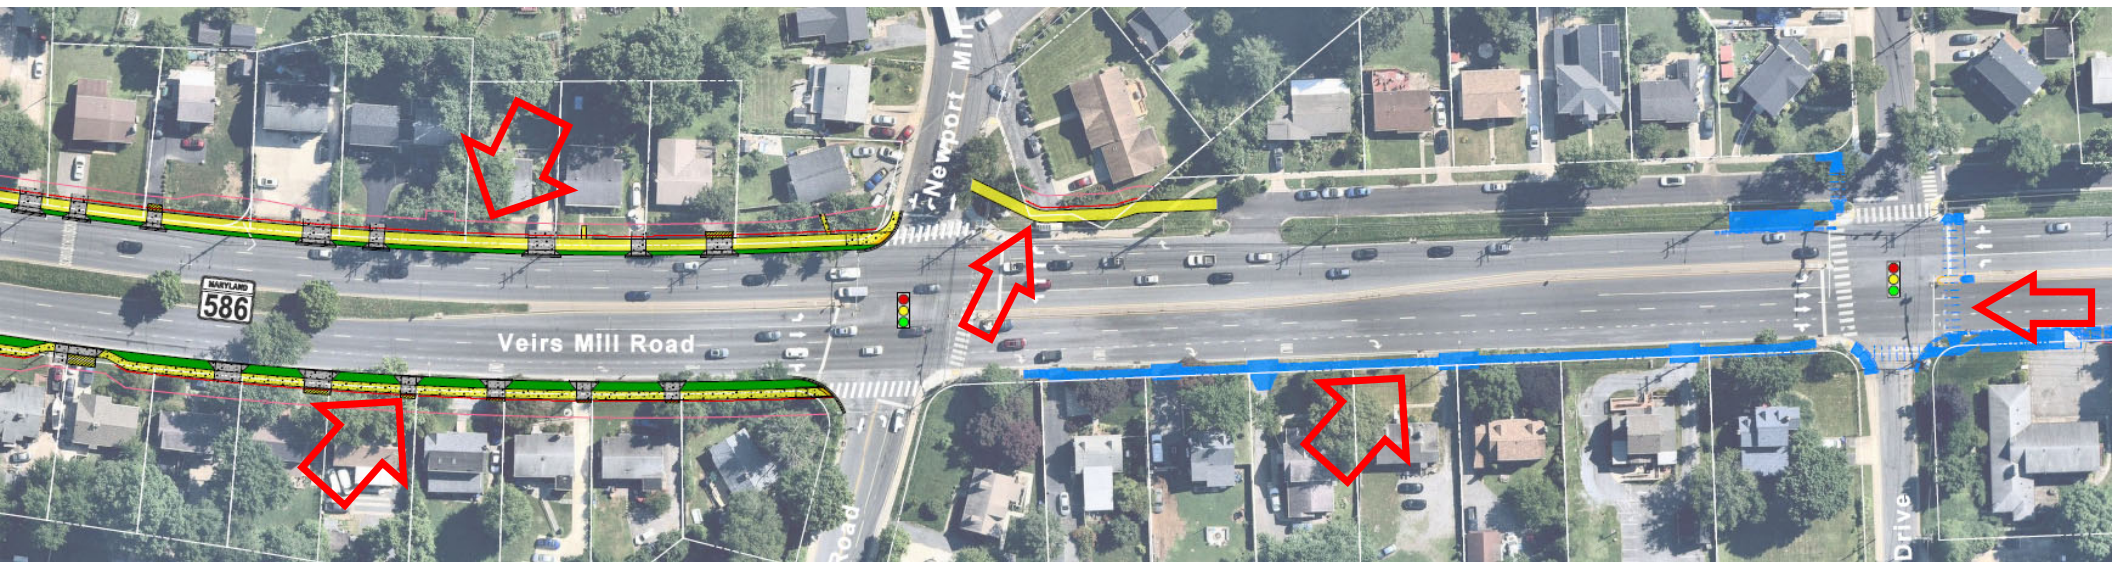 Newport Mill
MARYLAND
586
Veirs Mill Road
Road
Drive